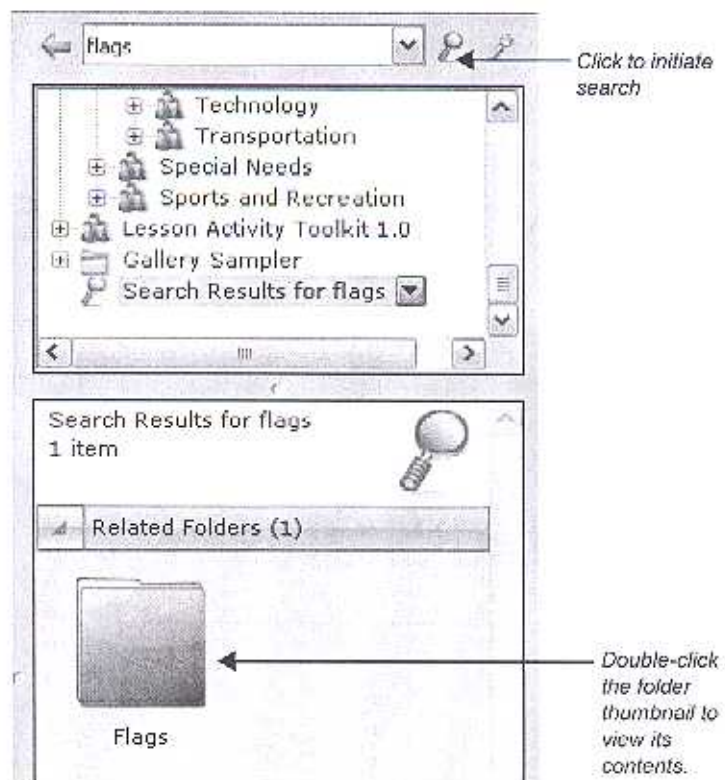 flags
Click to initiate
search
Technology
Transportation
Special Needs
Sports and Recreation
Lesson Activity Toolkit 1.0
Gallery Sampler
Search Results for flags
Search Results for flags
1 item
Related Folders (1)
Flags
Double-click
the folder
thumbnail to
view its
contents.